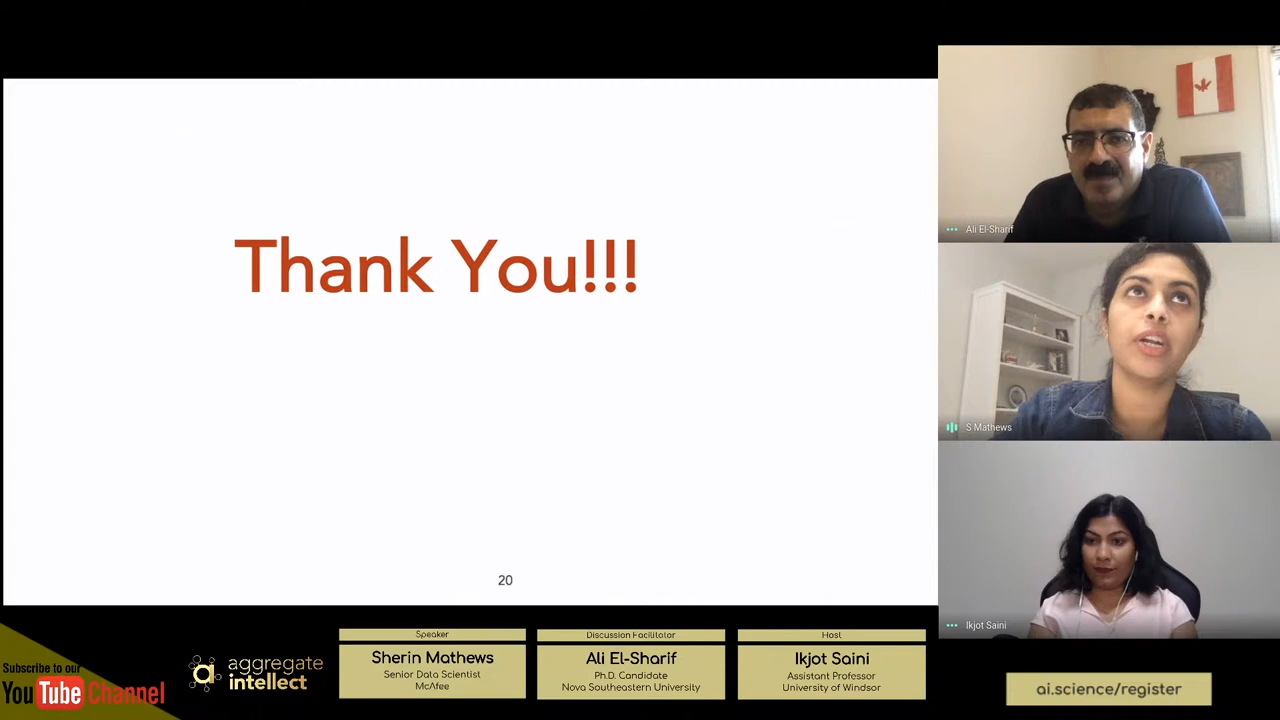 Thank You!!!
20
Ali El-Sharif
S Mathews
Ikjot Saini
Subscribe to our
YouTube Channel
aggregate
intellect
Speaker
Sherin Mathews
Senior Data Scientist
McAfee
Discussion Facilitator
Ali El-Sharif
Ph.D. Candidate
Nova Southeastern University
Host
Ikjot Saini
Assistant Professor
University of Windsor
ai.science/register